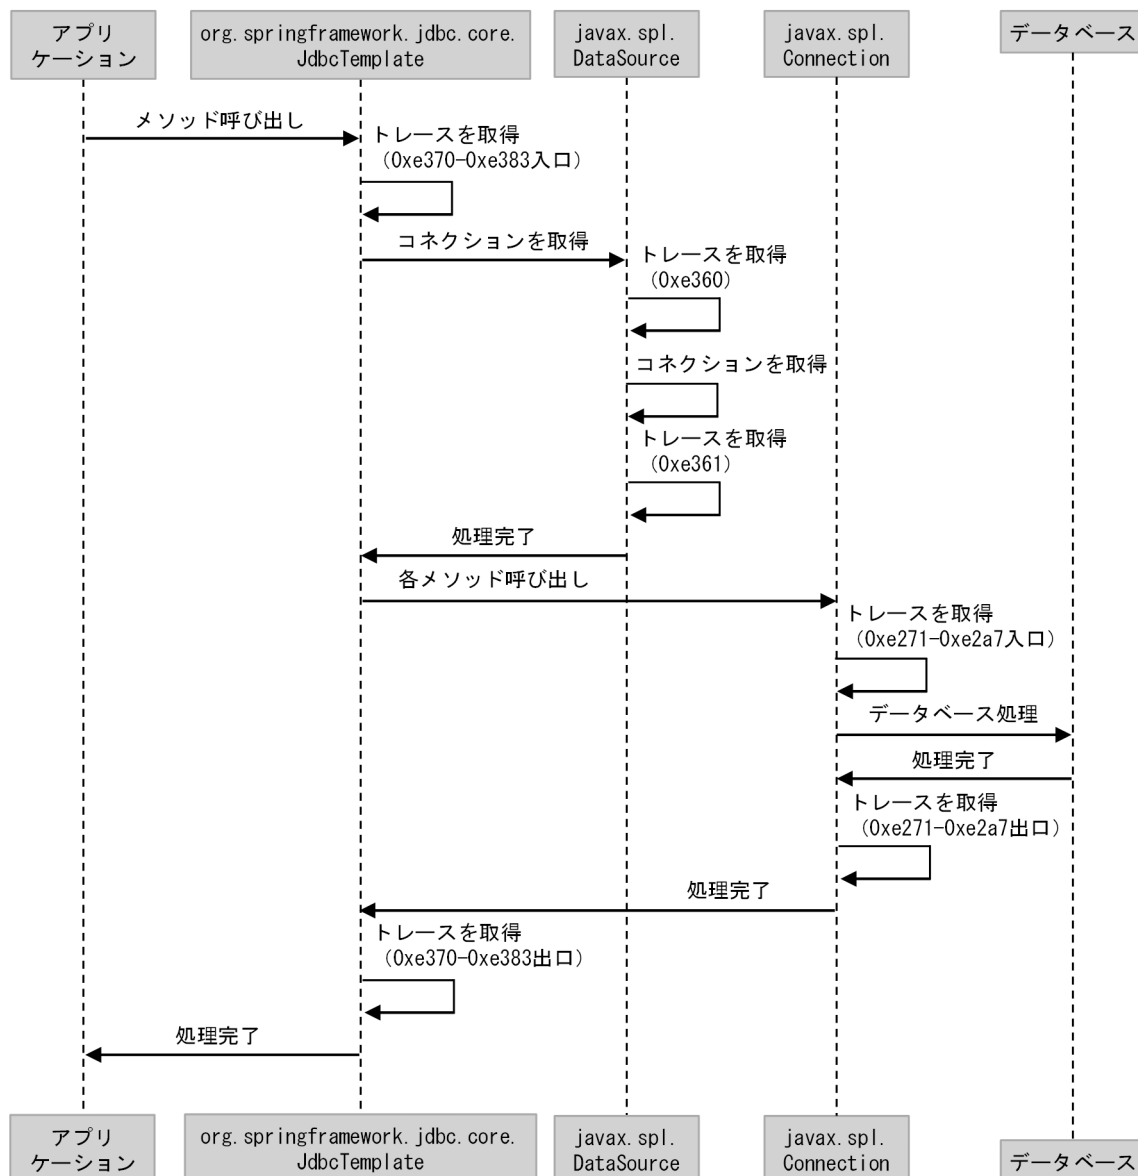 アプリ
ケーション
org.springframework.jdbc.core.
JdbcTemplate
javax.spl.
DataSource
javax.spl.
Connection
データベース
メソッド呼び出し
トレースを取得
（0xe370-0xe383入口）
コネクションを取得
トレースを取得
（0xe360）
コネクションを取得
トレースを取得
（0xe361）
処理完了
各メソッド呼び出し
トレースを取得
（0xe271-0xe2a7入口）
データベース処理
処理完了
トレースを取得
（0xe271-0xe2a7出口）
処理完了
トレースを取得
（0xe370-0xe383出口）
処理完了
アプリ
ケーション
org.springframework.jdbc.core.
JdbcTemplate
javax.spl.
DataSource
javax.spl.
Connection
データベース